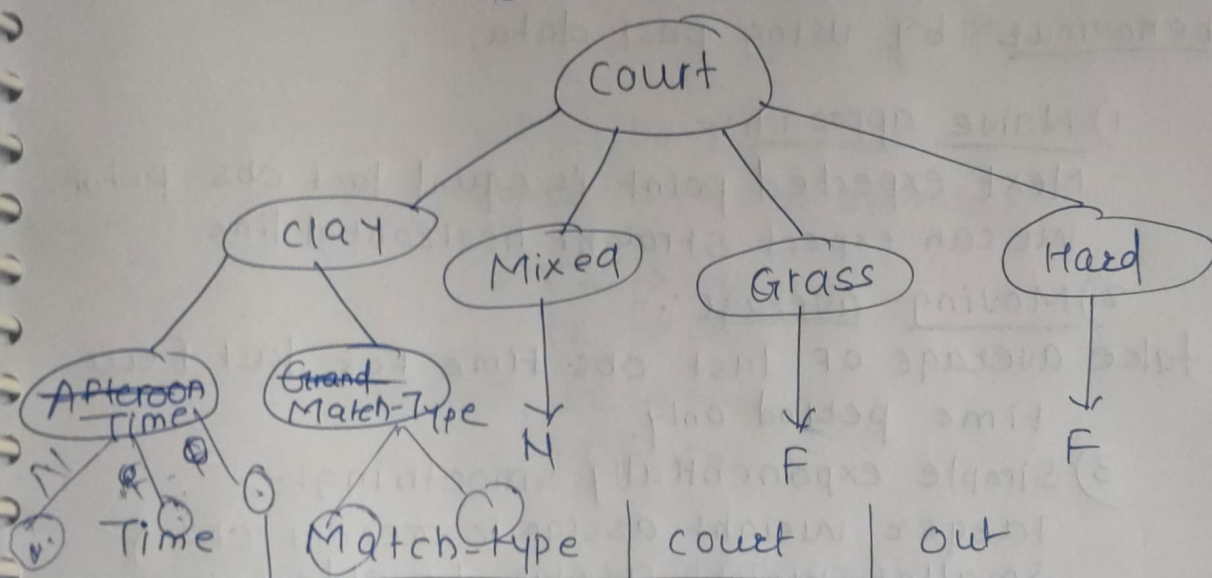 Court
Clay
Mixed
Grass
Hard
Afteroon
Time
Grand
Match-Type
N
F
F
N
Time
Match-type
court
out